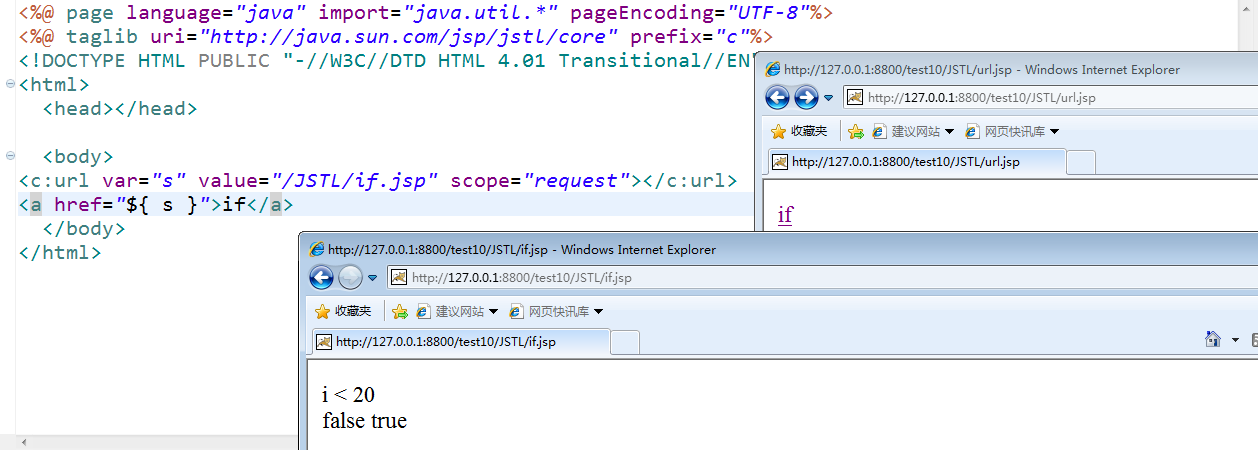 <%@ page language="java" import="java.util.*" pageEncoding="UTF-8"%>
<%@ taglib uri="http://java.sun.com/jsp/jstl/core" prefix="c"%>
<!DOCTYPE HTML PUBLIC "-//W3C//DTD HTML 4.01 Transitional//EN"
<html>
<head></head>
<body>
<c:url var="s" value="/JSTL/if.jsp" scope="request"></c:url>
<a href="${ s }">if</a>
</body>
</html>
http://127.0.0.1:8800/test10/JSTL/url.jsp - Windows Internet Explorer
http://127.0.0.1:8800/test10/JSTL/url.jsp
收藏夹 建议网站 网页快讯库
http://127.0.0.1:8800/test10/JSTL/url.jsp
if
http://127.0.0.1:8800/test10/JSTL/if.jsp - Windows Internet Explorer
http://127.0.0.1:8800/test10/JSTL/if.jsp
收藏夹 建议网站 网页快讯库
http://127.0.0.1:8800/test10/JSTL/if.jsp
i < 20
false true